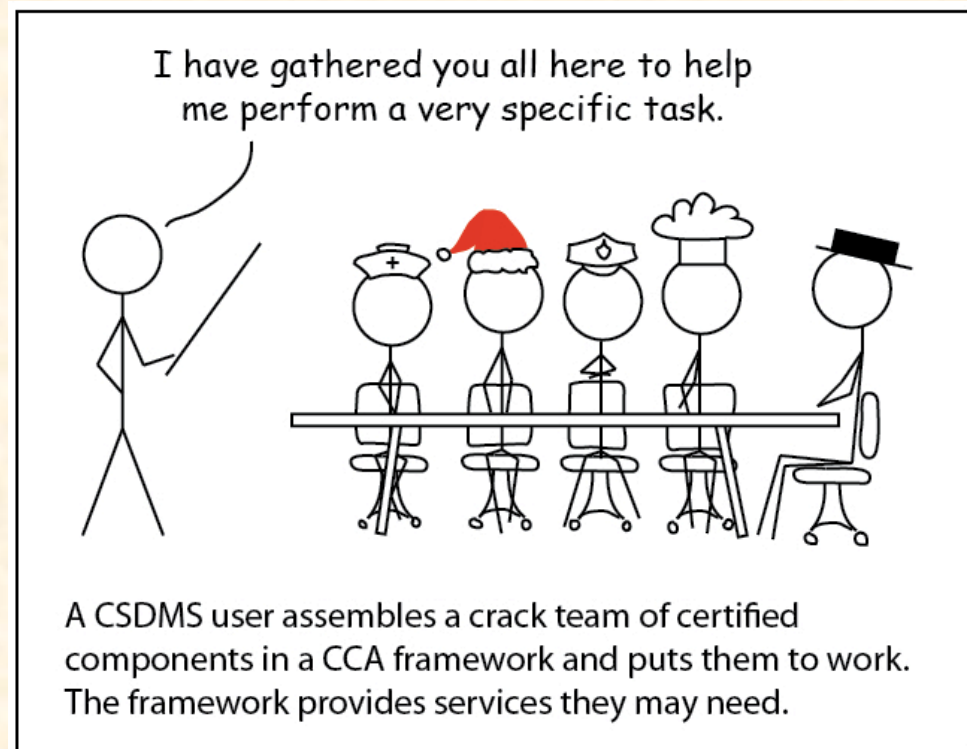 I have gathered you all here to help
me perform a very specific task.
A CSDMS user assembles a crack team of certified
components in a CCA framework and puts them to work.
The framework provides services they may need.